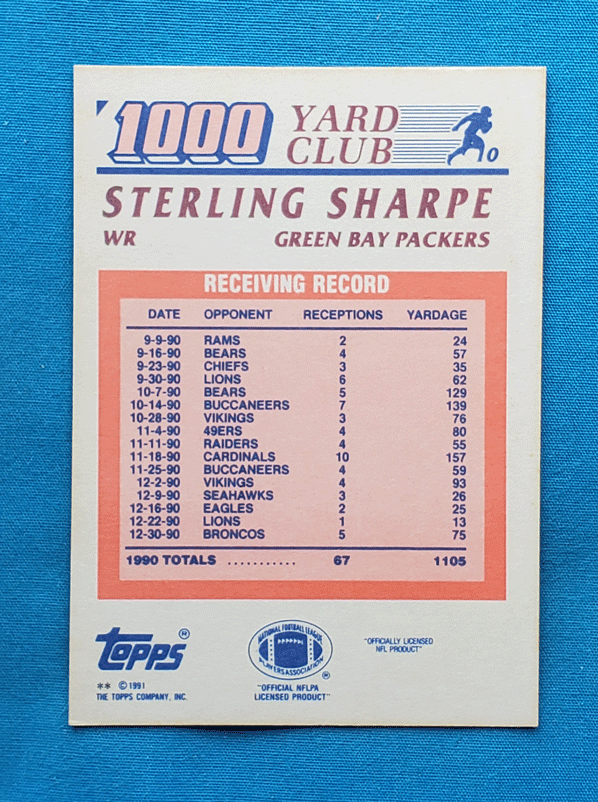 1000 YARD CLUB
STERLING SHARPE
WR GREEN BAY PACKERS
RECEIVING RECORD
DATE OPPONENT RECEPTIONS YARDAGE
9-9-90 RAMS 2 24
9-16-90 BEARS 4 57
9-23-90 CHIEFS 3 35
9-30-90 LIONS 6 62
10-7-90 BEARS 5 129
10-14-90 BUCCANEERS 7 139
10-28-90 VIKINGS 3 76
11-4-90 49ERS 4 80
11-11-90 RAIDERS 4 55
11-18-90 CARDINALS 10 157
11-25-90 BUCCANEERS 4 59
12-2-90 VIKINGS 4 93
12-9-90 SEAHAWKS 3 26
12-16-90 EAGLES 2 25
12-22-90 LIONS 1 13
12-30-90 BRONCOS 5 75
1990 TOTALS ........... 67 1105
topps®
** © 1991
THE TOPPS COMPANY, INC.
NATIONAL FOOTBALL LEAGUE
PLAYERS ASSOCIATION
®
"OFFICIAL NFLPA
LICENSED PRODUCT"
"OFFICIALLY LICENSED
NFL PRODUCT"
0